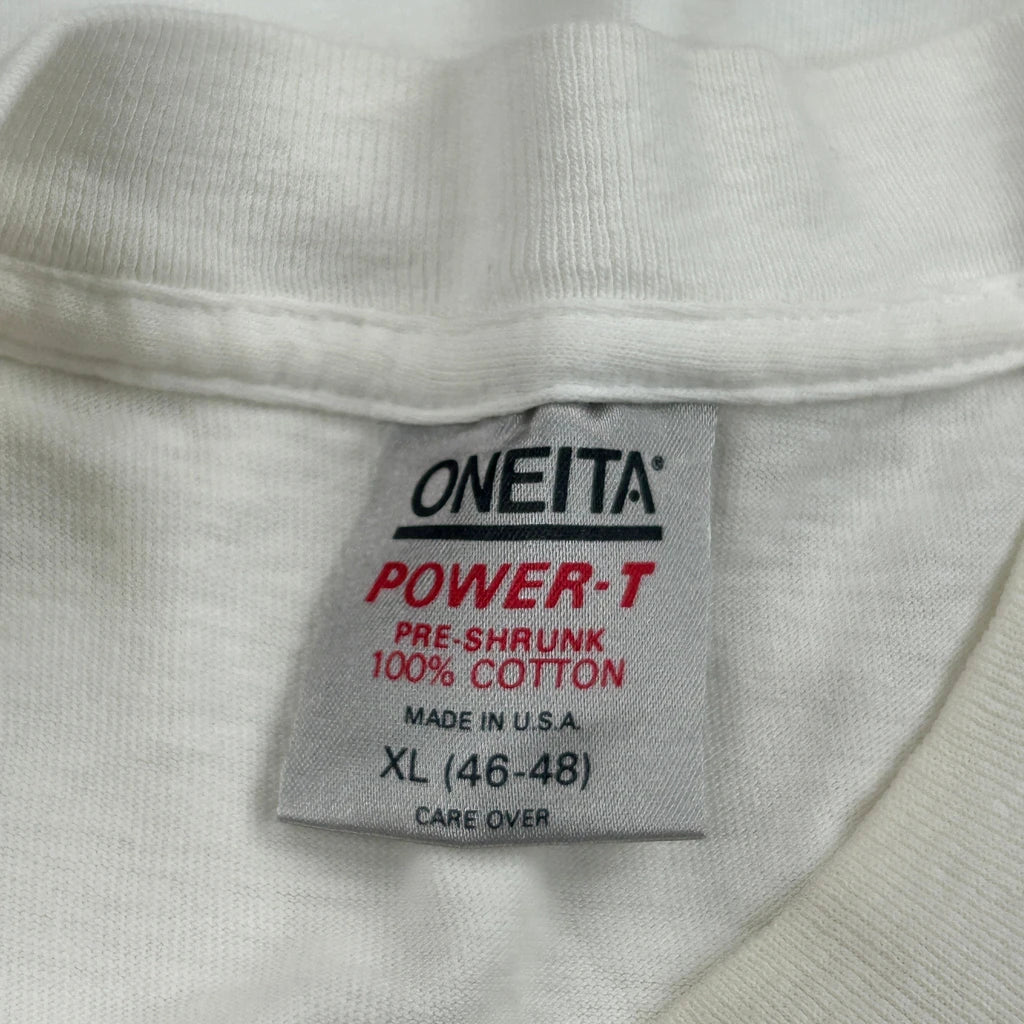 ONEITA®
POWER-T
PRE-SHRUNK
100% COTTON
MADE IN U.S.A.
XL (46-48)
CARE OVER